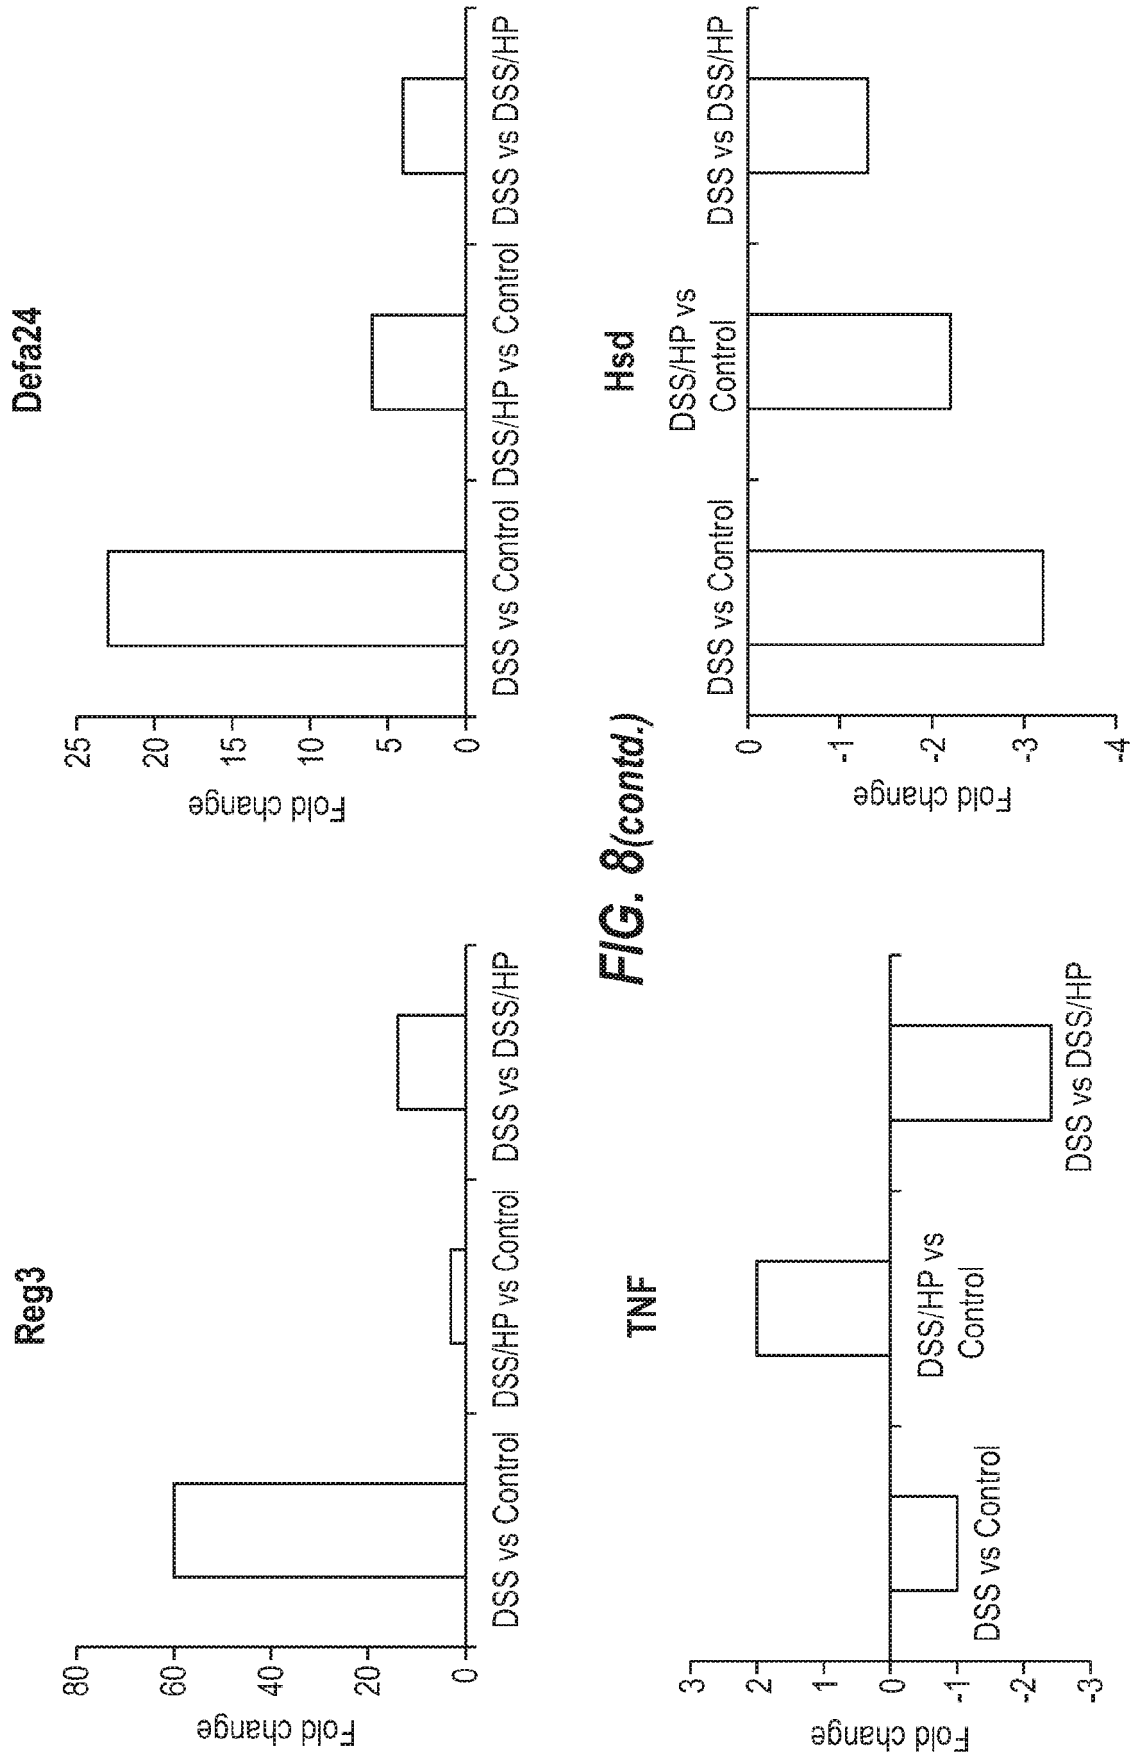 Reg3
Fold change
80
60
40
20
0
DSS vs Control
DSS/HP vs Control
DSS vs DSS/HP
Defa24
Fold change
25
20
15
10
5
0
DSS vs Control
DSS/HP vs Control
DSS vs DSS/HP
TNF
Fold change
3
2
1
0
-1
-2
-3
DSS vs Control
DSS/HP vs
Control
DSS vs DSS/HP
Hsd
Fold change
0
-1
-2
-3
-4
DSS vs Control
DSS/HP vs
Control
DSS vs DSS/HP
FIG. 8(contd.)